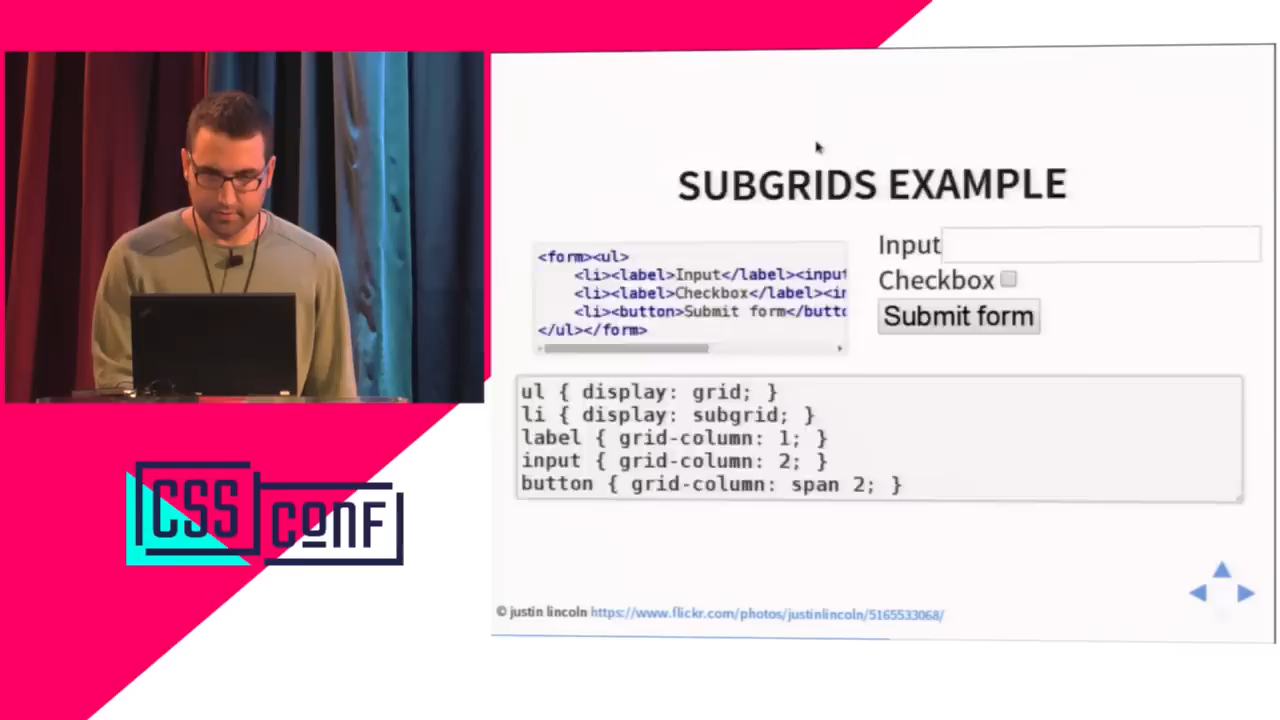 SUBGRIDS EXAMPLE
<form><ul>
<li><label>Input</label><input
<li><label>Checkbox</label><in
<li><button>Submit form</butto
</ul></form>
Input
Checkbox
Submit form
ul { display: grid; }
li { display: subgrid; }
label { grid-column: 1; }
input { grid-column: 2; }
button { grid-column: span 2; }
© justin lincoln https://www.flickr.com/photos/justinlincoln/5165533068/
CSS
CONF